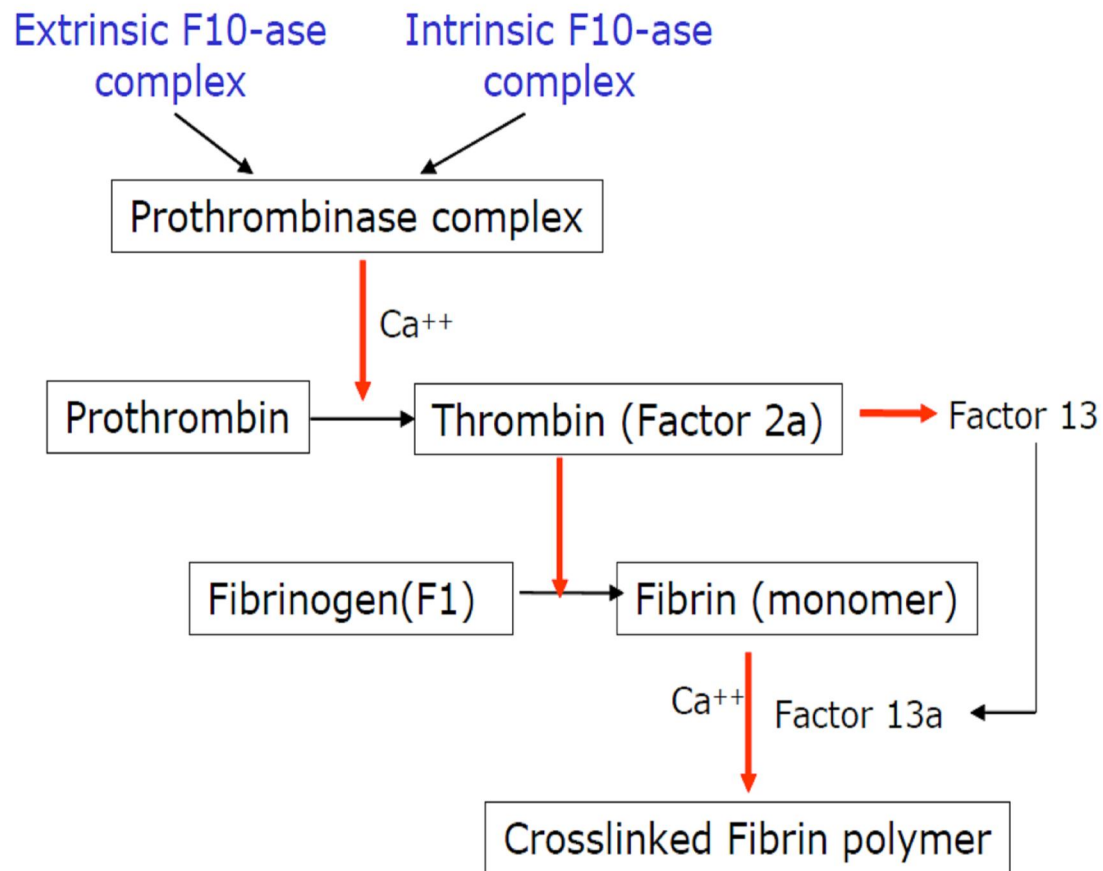 Extrinsic F10-ase complex
Intrinsic F10-ase complex
Prothrombinase complex
Ca++
Prothrombin
Thrombin (Factor 2a)
Factor 13
Fibrinogen(F1)
Fibrin (monomer)
Ca++
Factor 13a
Crosslinked Fibrin polymer